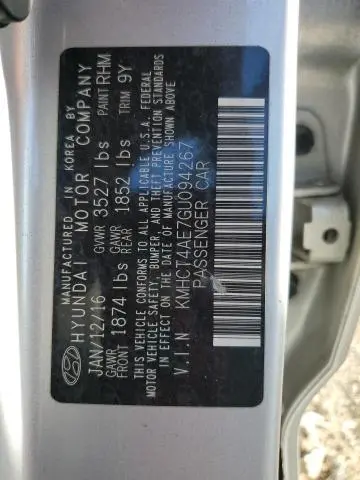 MANUFACTURED IN KOREA BY
HYUNDAI MOTOR COMPANY
JAN/12/16 GVWR 3527 lbs PAINT RHM
GAWR FRONT 1874 lbs GAWR REAR 1852 lbs TRIM 9Y
THIS VEHICLE CONFORMS TO ALL APPLICABLE U.S.A. FEDERAL
MOTOR VEHICLE SAFETY, BUMPER, AND THEFT PREVENTION STANDARDS
IN EFFECT ON THE DATE OF MANUFACTURE SHOWN ABOVE
V.I.N KMHCT4AE7GU094267
PASSENGER CAR